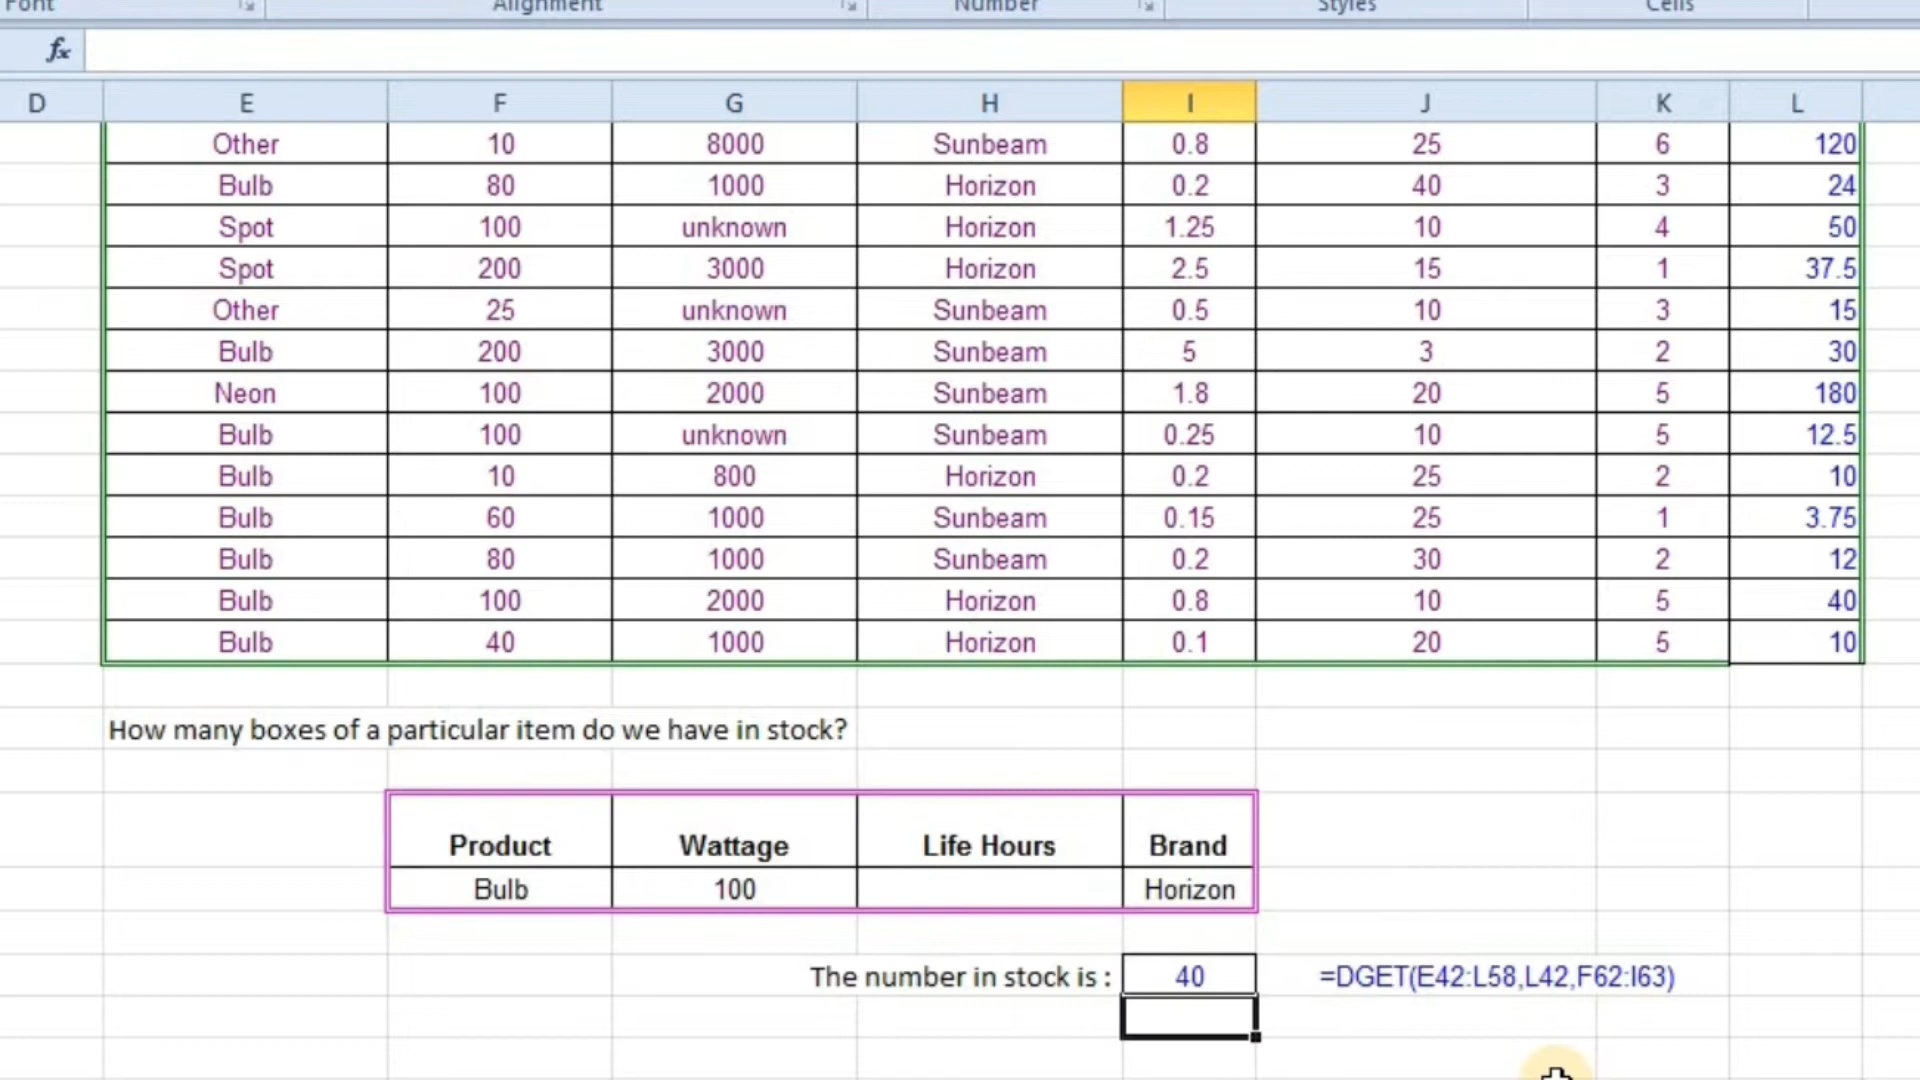 Font Alignment Number Styles Cells
fx
D E F G H I J K L
Other 10 8000 Sunbeam 0.8 25 6 120
Bulb 80 1000 Horizon 0.2 40 3 24
Spot 100 unknown Horizon 1.25 10 4 50
Spot 200 3000 Horizon 2.5 15 1 37.5
Other 25 unknown Sunbeam 0.5 10 3 15
Bulb 200 3000 Sunbeam 5 3 2 30
Neon 100 2000 Sunbeam 1.8 20 5 180
Bulb 100 unknown Sunbeam 0.25 10 5 12.5
Bulb 10 800 Horizon 0.2 25 2 10
Bulb 60 1000 Sunbeam 0.15 25 1 3.75
Bulb 80 1000 Sunbeam 0.2 30 2 12
Bulb 100 2000 Horizon 0.8 10 5 40
Bulb 40 1000 Horizon 0.1 20 5 10
How many boxes of a particular item do we have in stock?
Product Wattage Life Hours Brand
Bulb 100 Horizon
The number in stock is : 40 =DGET(E42:L58,L42,F62:I63)